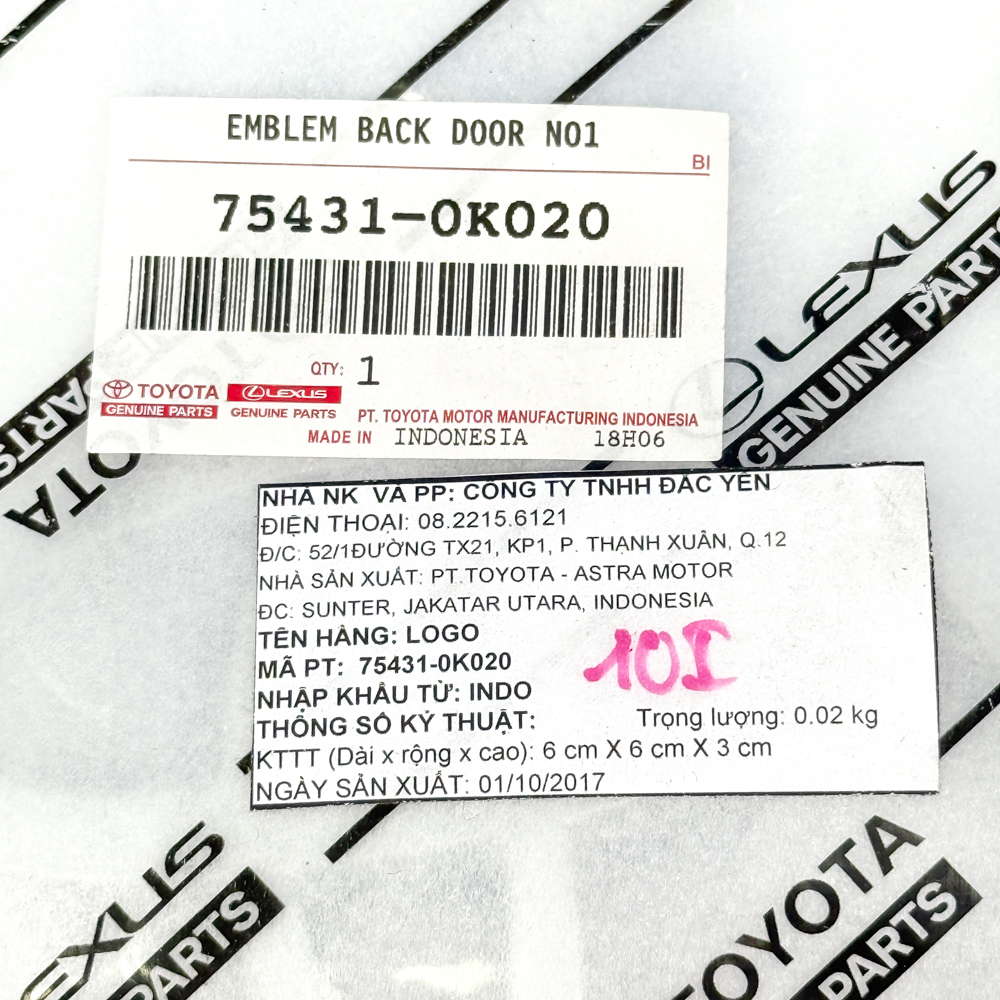 EMBLEM BACK DOOR NO1
BI
75431-0K020
QTY: 1
TOYOTA LEXUS
GENUINE PARTS GENUINE PARTS
PT. TOYOTA MOTOR MANUFACTURING INDONESIA
MADE IN INDONESIA 18H06
NHÀ NK VÀ PP: CÔNG TY TNHH ĐẮC YẾN
ĐIỆN THOẠI: 08.2215.6121
Đ/C: 52/1ĐƯỜNG TX21, KP1, P. THẠNH XUÂN, Q.12
NHÀ SẢN XUẤT: PT.TOYOTA - ASTRA MOTOR
ĐC: SUNTER, JAKATAR UTARA, INDONESIA
TÊN HÀNG: LOGO
MÃ PT: 75431-0K020
10I
NHẬP KHẨU TỪ: INDO
THÔNG SỐ KỸ THUẬT: Trọng lượng: 0.02 kg
KTTT (Dài x rộng x cao): 6 cm X 6 cm X 3 cm
NGÀY SẢN XUẤT: 01/10/2017
LEXUS
GENUINE PARTS
TOYOTA
PARTS
LEXUS
PARTS
TOYOTA
PARTS